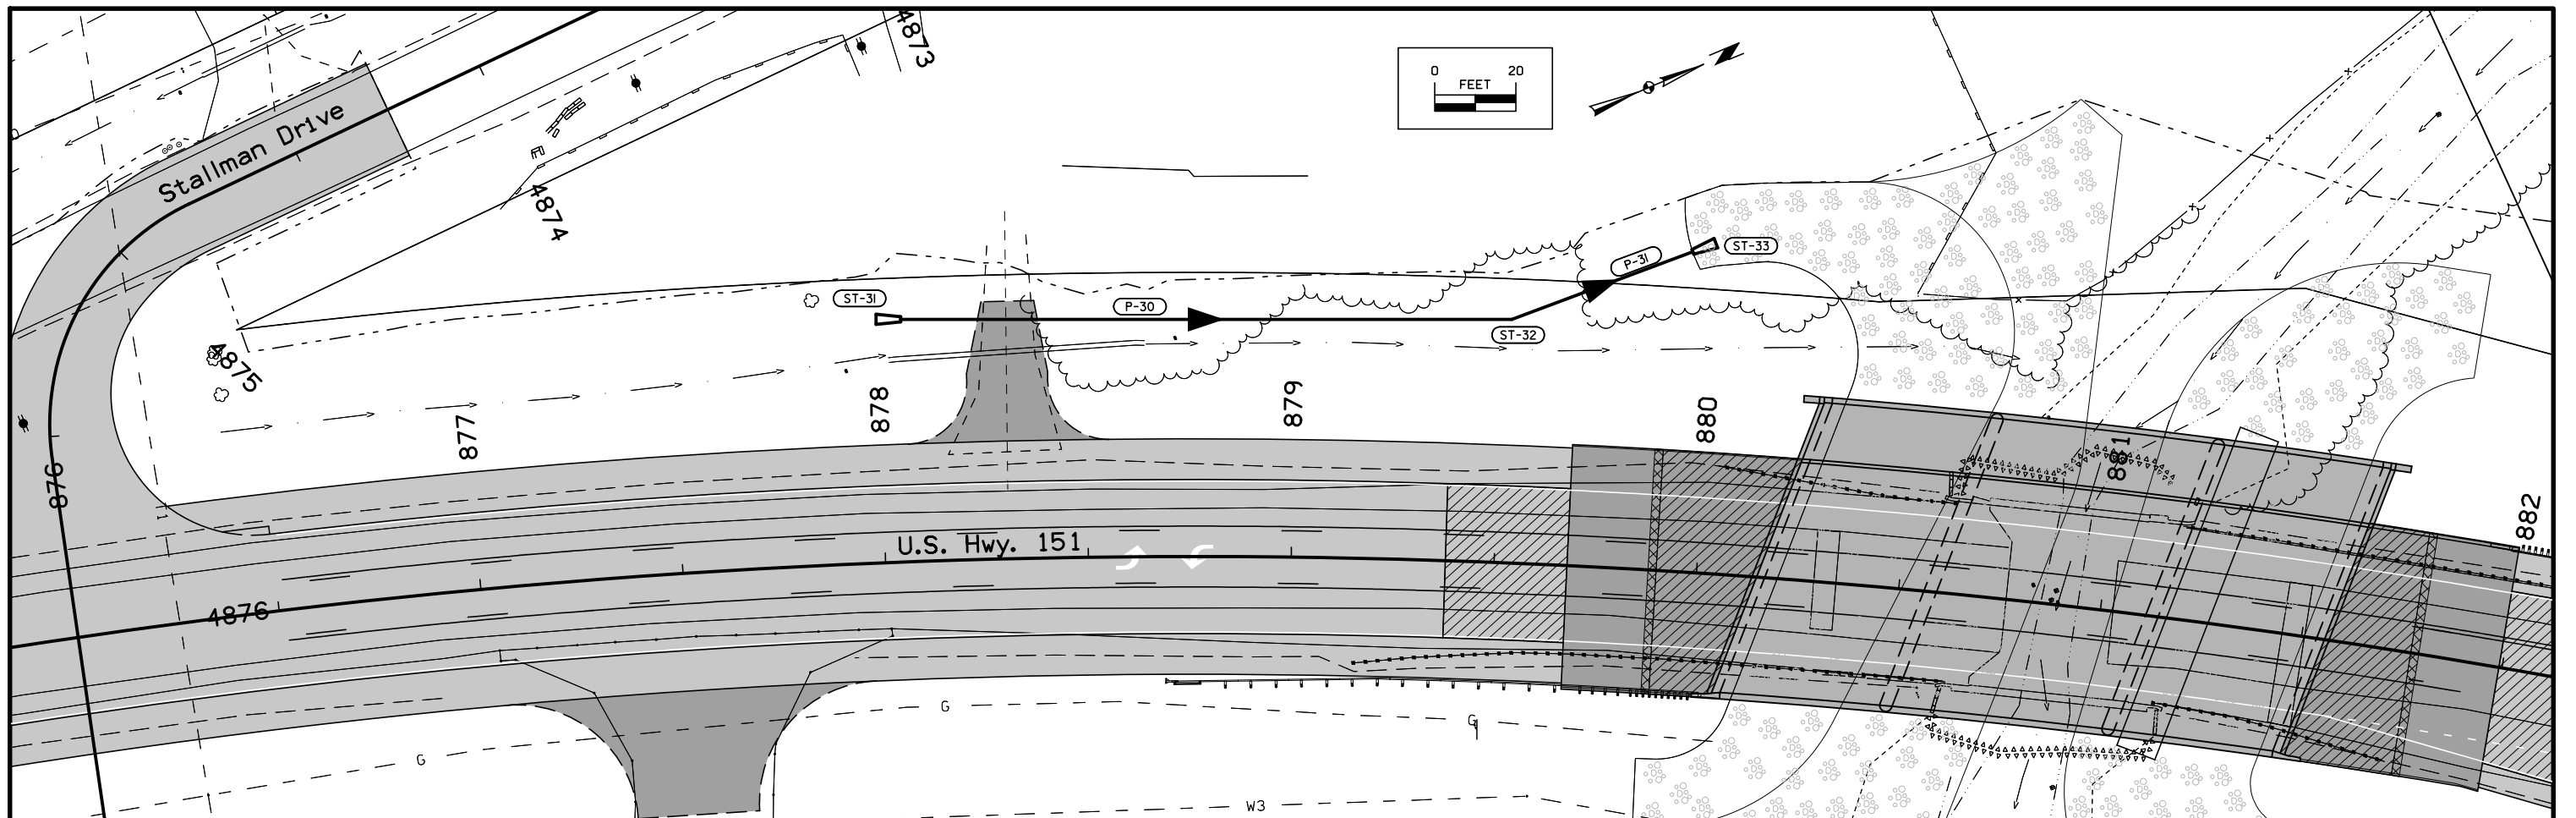 4873
0 20
FEET
Stallman Drive
4874
ST-33
P-31
ST-31
P-30
ST-32
4875
877
878
879
880
881
882
876
U.S. Hwy. 151
4876
G
G
G
W3